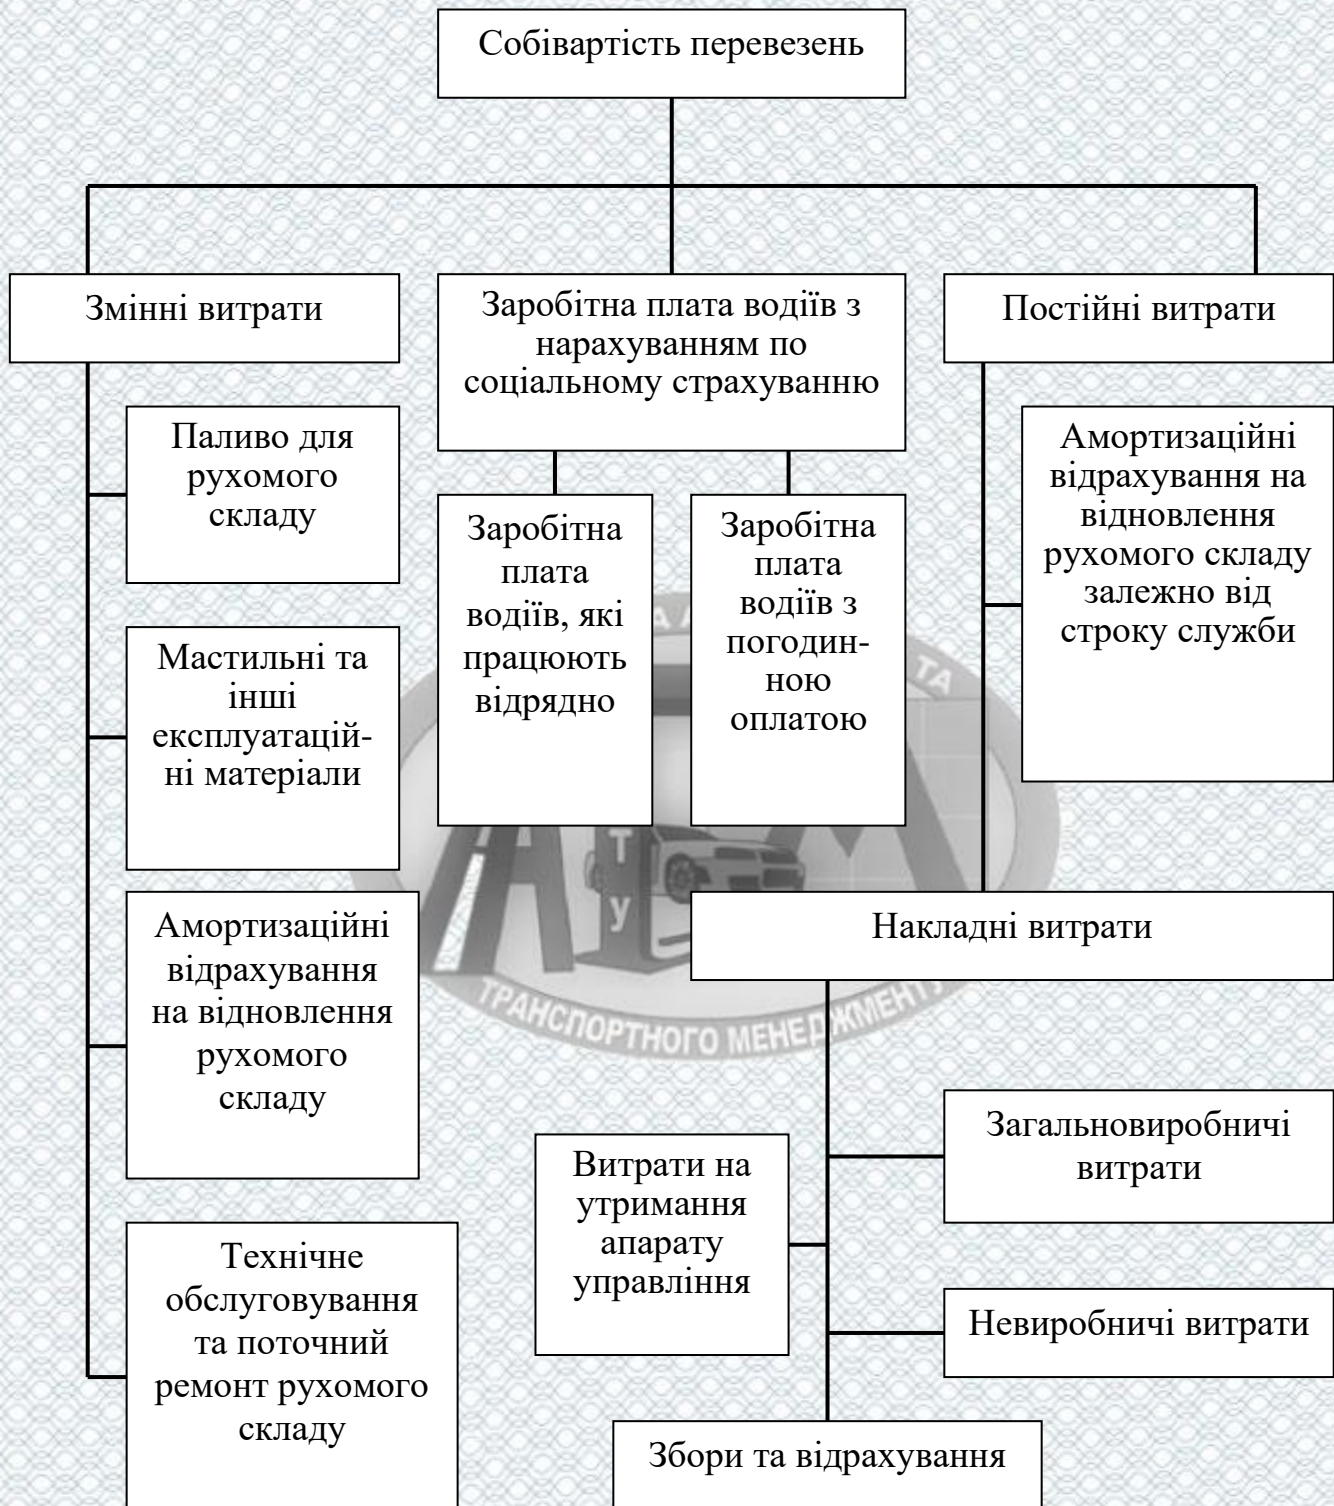 Собівартість перевезень
Змінні витрати
Заробітна плата водіїв з
нарахуванням по
соціальному страхуванню
Постійні витрати
Паливо для
рухомого
складу
Мастильні та
інші
експлуатацій-
ні матеріали
Амортизаційні
відрахування
на відновлення
рухомого
складу
Технічне
обслуговування
та поточний
ремонт рухомого
складу
Заробітна
плата
водіїв, які
працюють
відрядно
Заробітна
плата
водіїв з
погодин-
ною
оплатою
Амортизаційні
відрахування на
відновлення
рухомого складу
залежно від
строку служби
Накладні витрати
Витрати на
утримання
апарату
управління
Загальновиробничі
витрати
Невиробничі витрати
Збори та відрахування
ТА
Т
У
ТРАНСПОРТНОГО МЕНЕДЖМЕНТУ